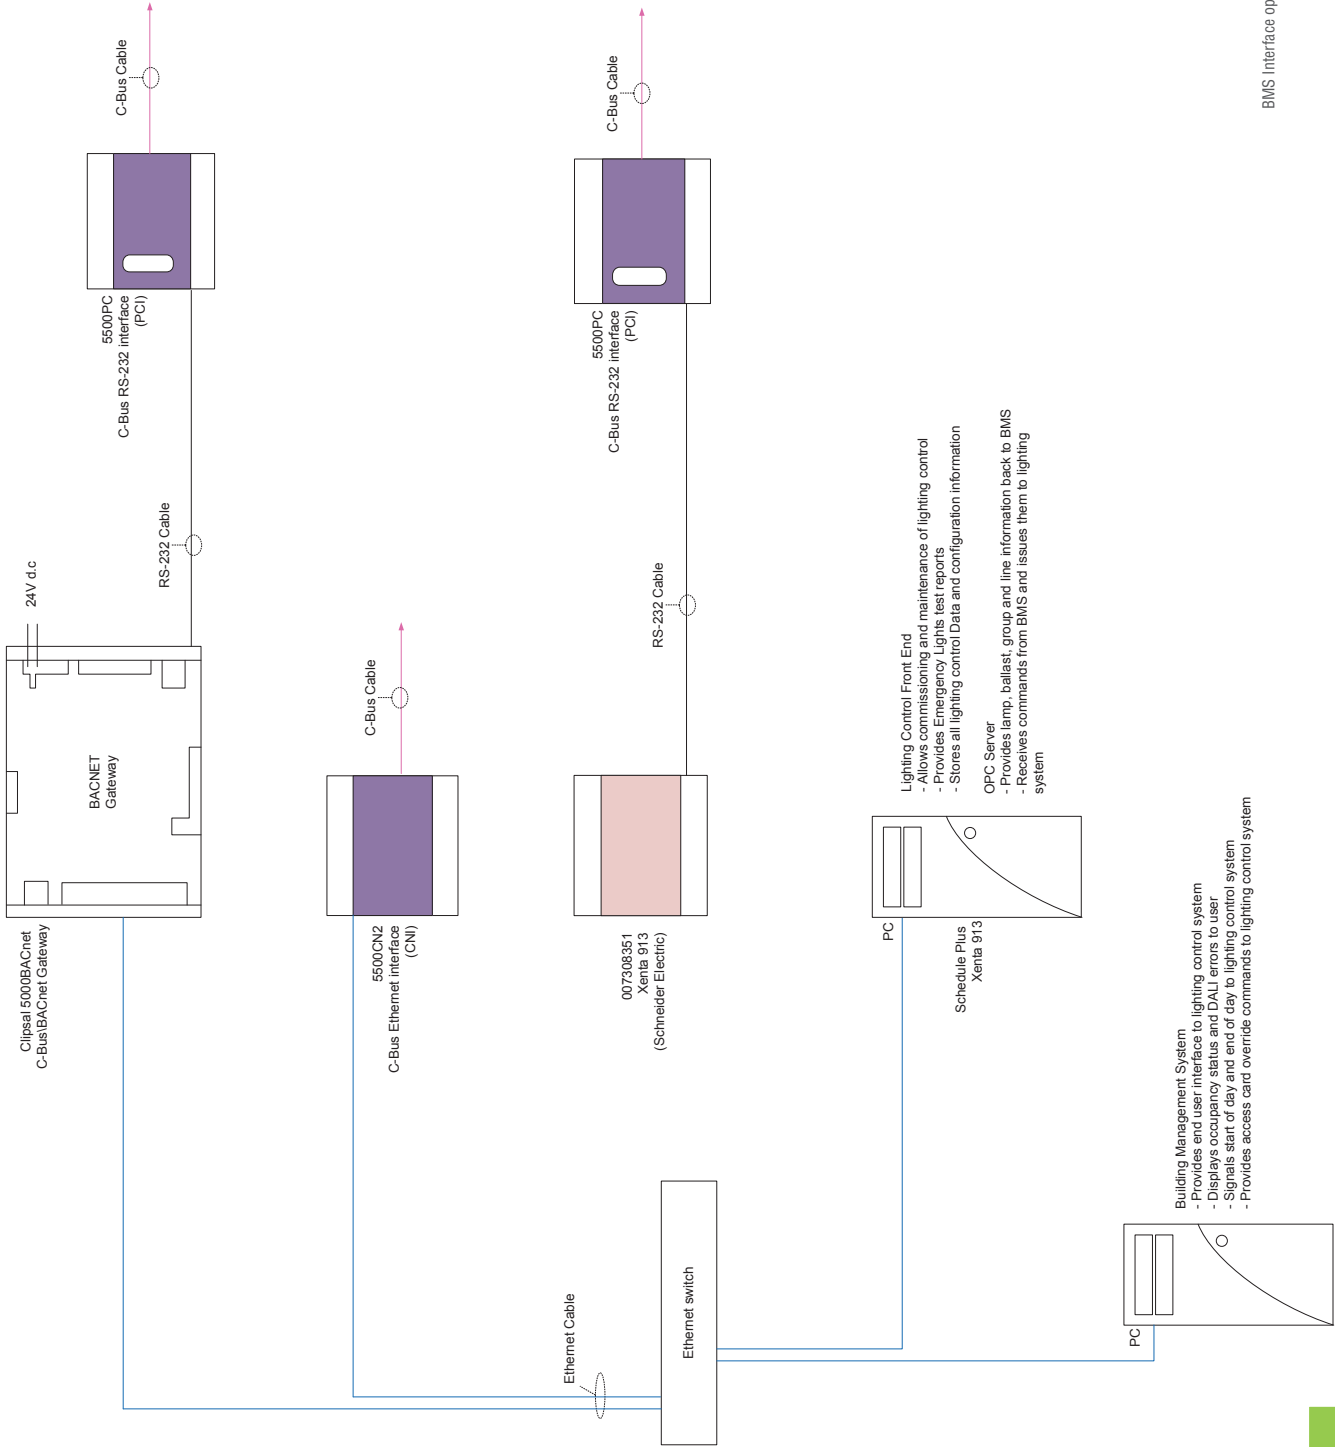 BMS Interface op
C-Bus Cable
5500PC
C-Bus RS-232 interface
(PCI)
RS-232 Cable
24V d.c
BACNET
Gateway
Clipsal 5000BACnet
C-Bus\BACnet Gateway
C-Bus Cable
5500CN2
C-Bus Ethernet interface
(CNI)
C-Bus Cable
5500PC
C-Bus RS-232 interface
(PCI)
RS-232 Cable
007308351
Xenta 913
(Schneider Electric)
Lighting Control Front End
- Allows commissioning and maintenance of lighting control
- Provides Emergency Lights test reports
- Stores all lighting control Data and configuration information
OPC Server
- Provides lamp, ballast, group and line information back to BMS
- Receives commands from BMS and issues them to lighting
system
PC
Schedule Plus
Xenta 913
Building Management System
- Provides end user interface to lighting control system
- Displays occupancy status and DALI errors to user
- Signals start of day and end of day to lighting control system
- Provides access card override commands to lighting control system
PC
Ethernet Cable
Ethernet switch